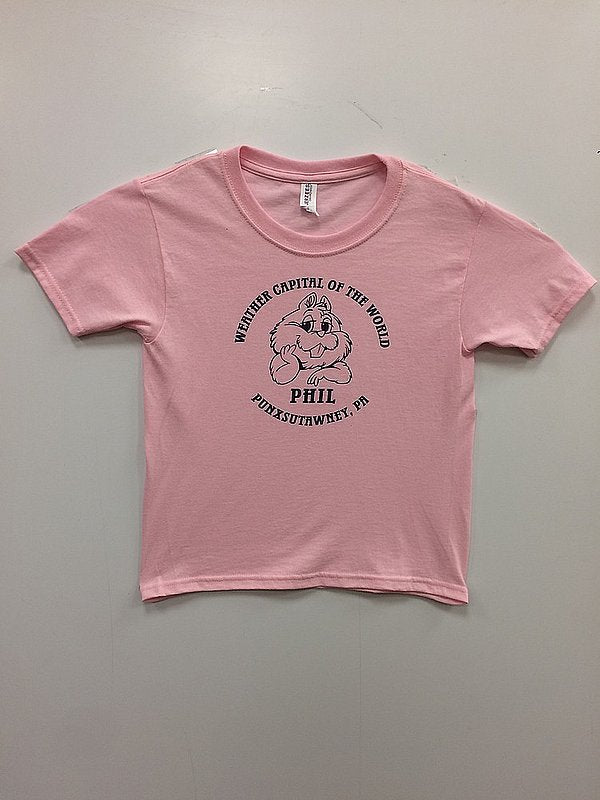 WEATHER CAPITAL OF THE WORLD
PHIL
PUNXSUTAWNEY, PA